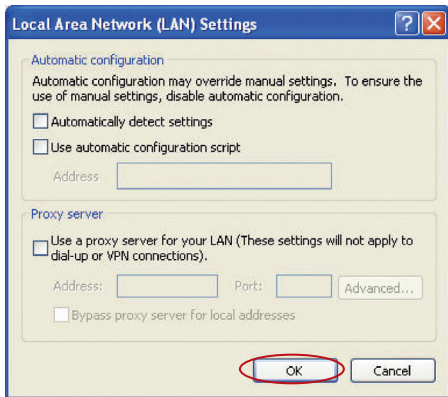 Local Area Network (LAN) Settings
Automatic configuration
Automatic configuration may override manual settings. To ensure the
use of manual settings, disable automatic configuration.
Automatically detect settings
Use automatic configuration script
Address
Proxy server
Use a proxy server for your LAN (These settings will not apply to
dial-up or VPN connections).
Address:
Port:
Advanced...
Bypass proxy server for local addresses
OK
Cancel